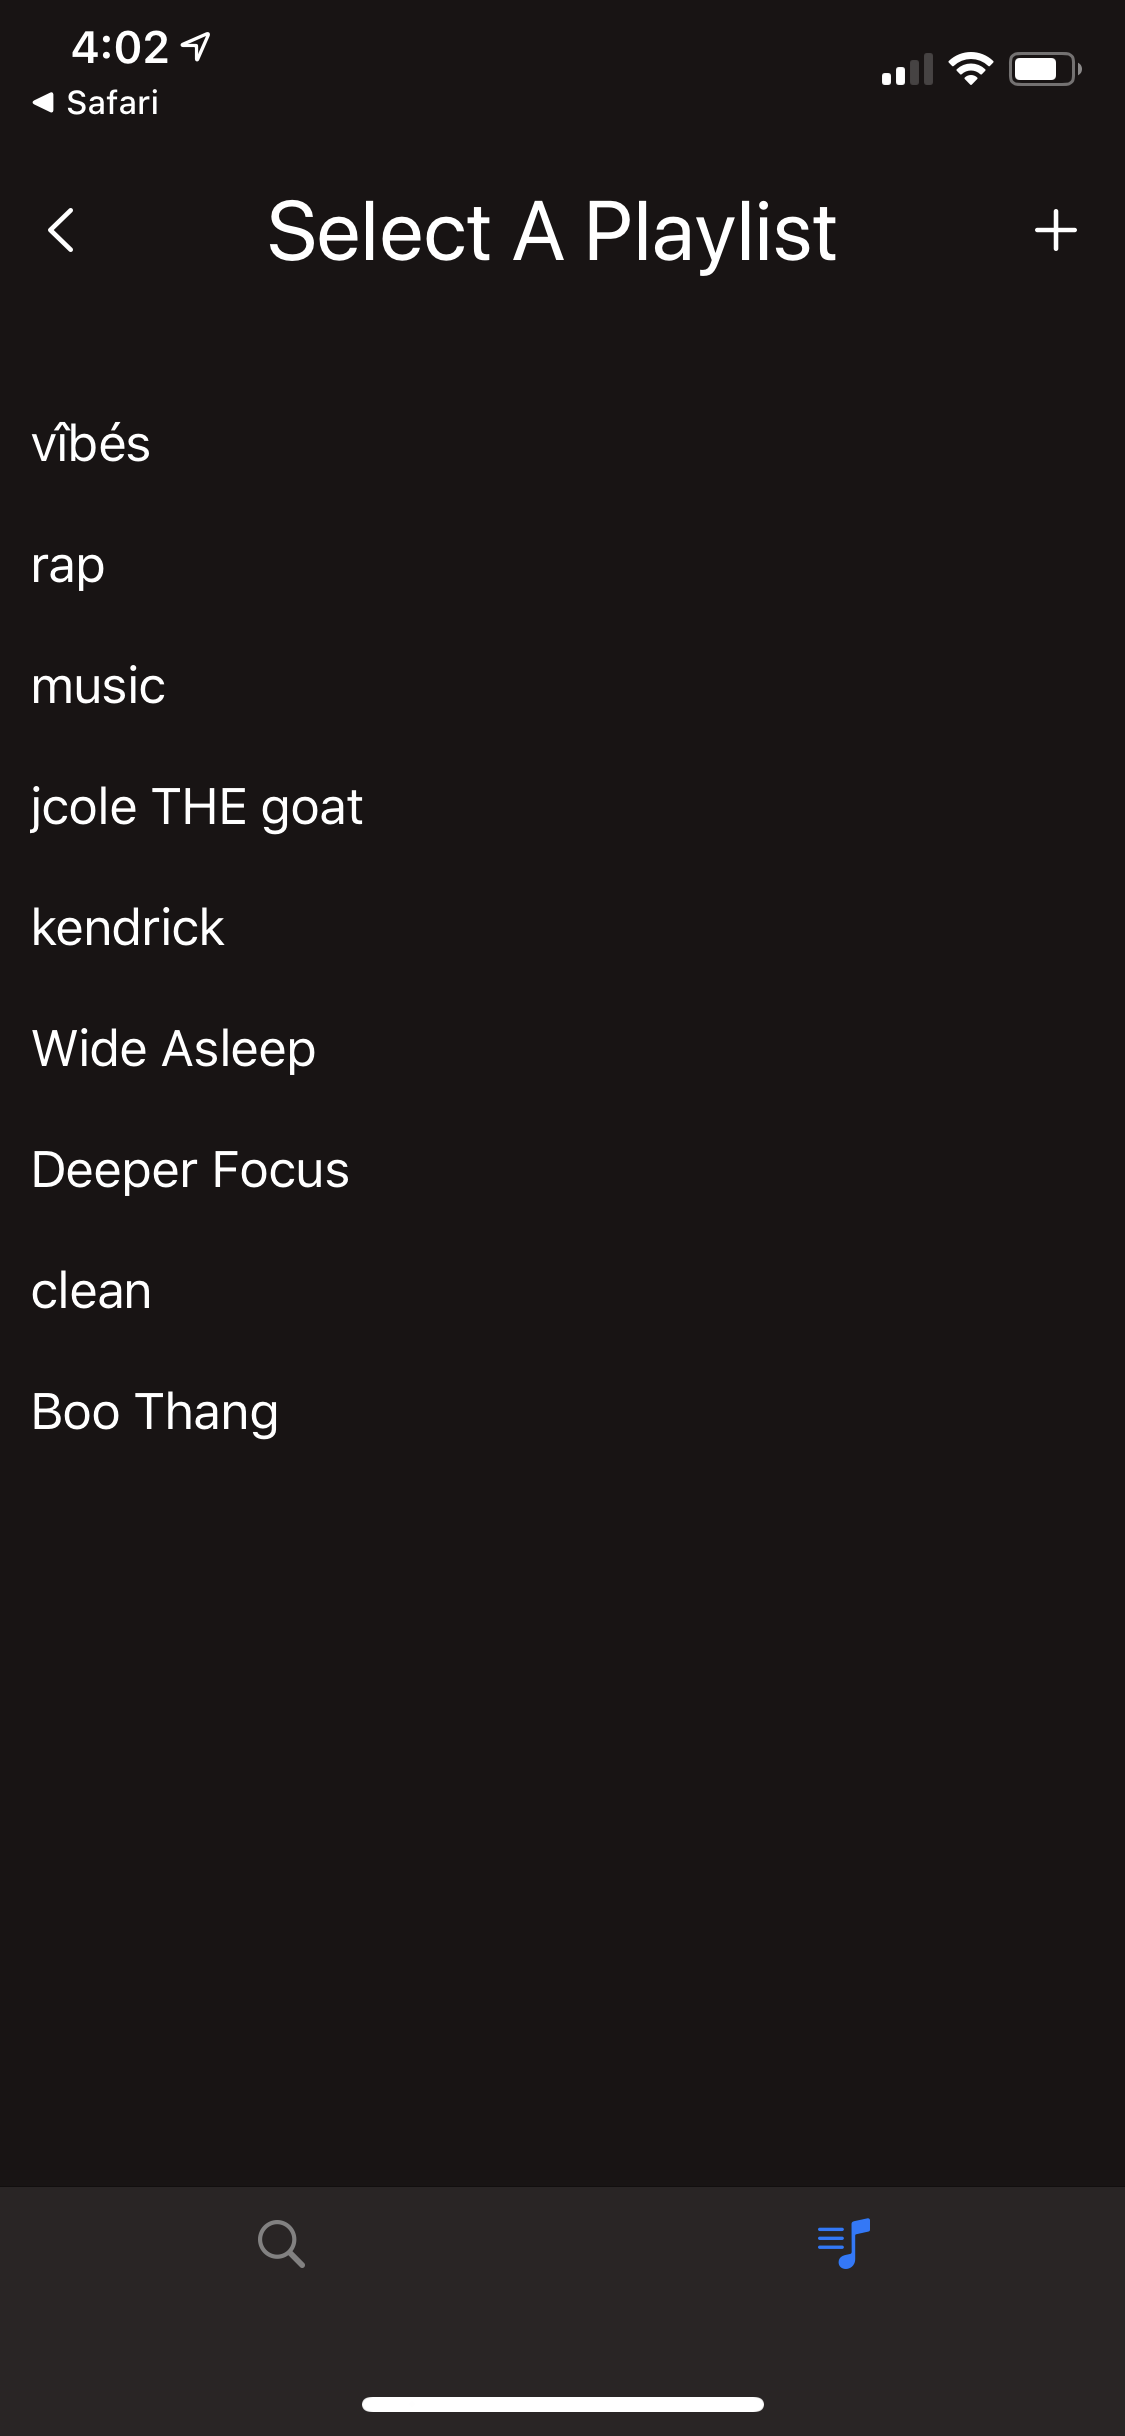 4:02
Safari
Select A Playlist
vîbés
rap
music
jcole THE goat
kendrick
Wide Asleep
Deeper Focus
clean
Boo Thang